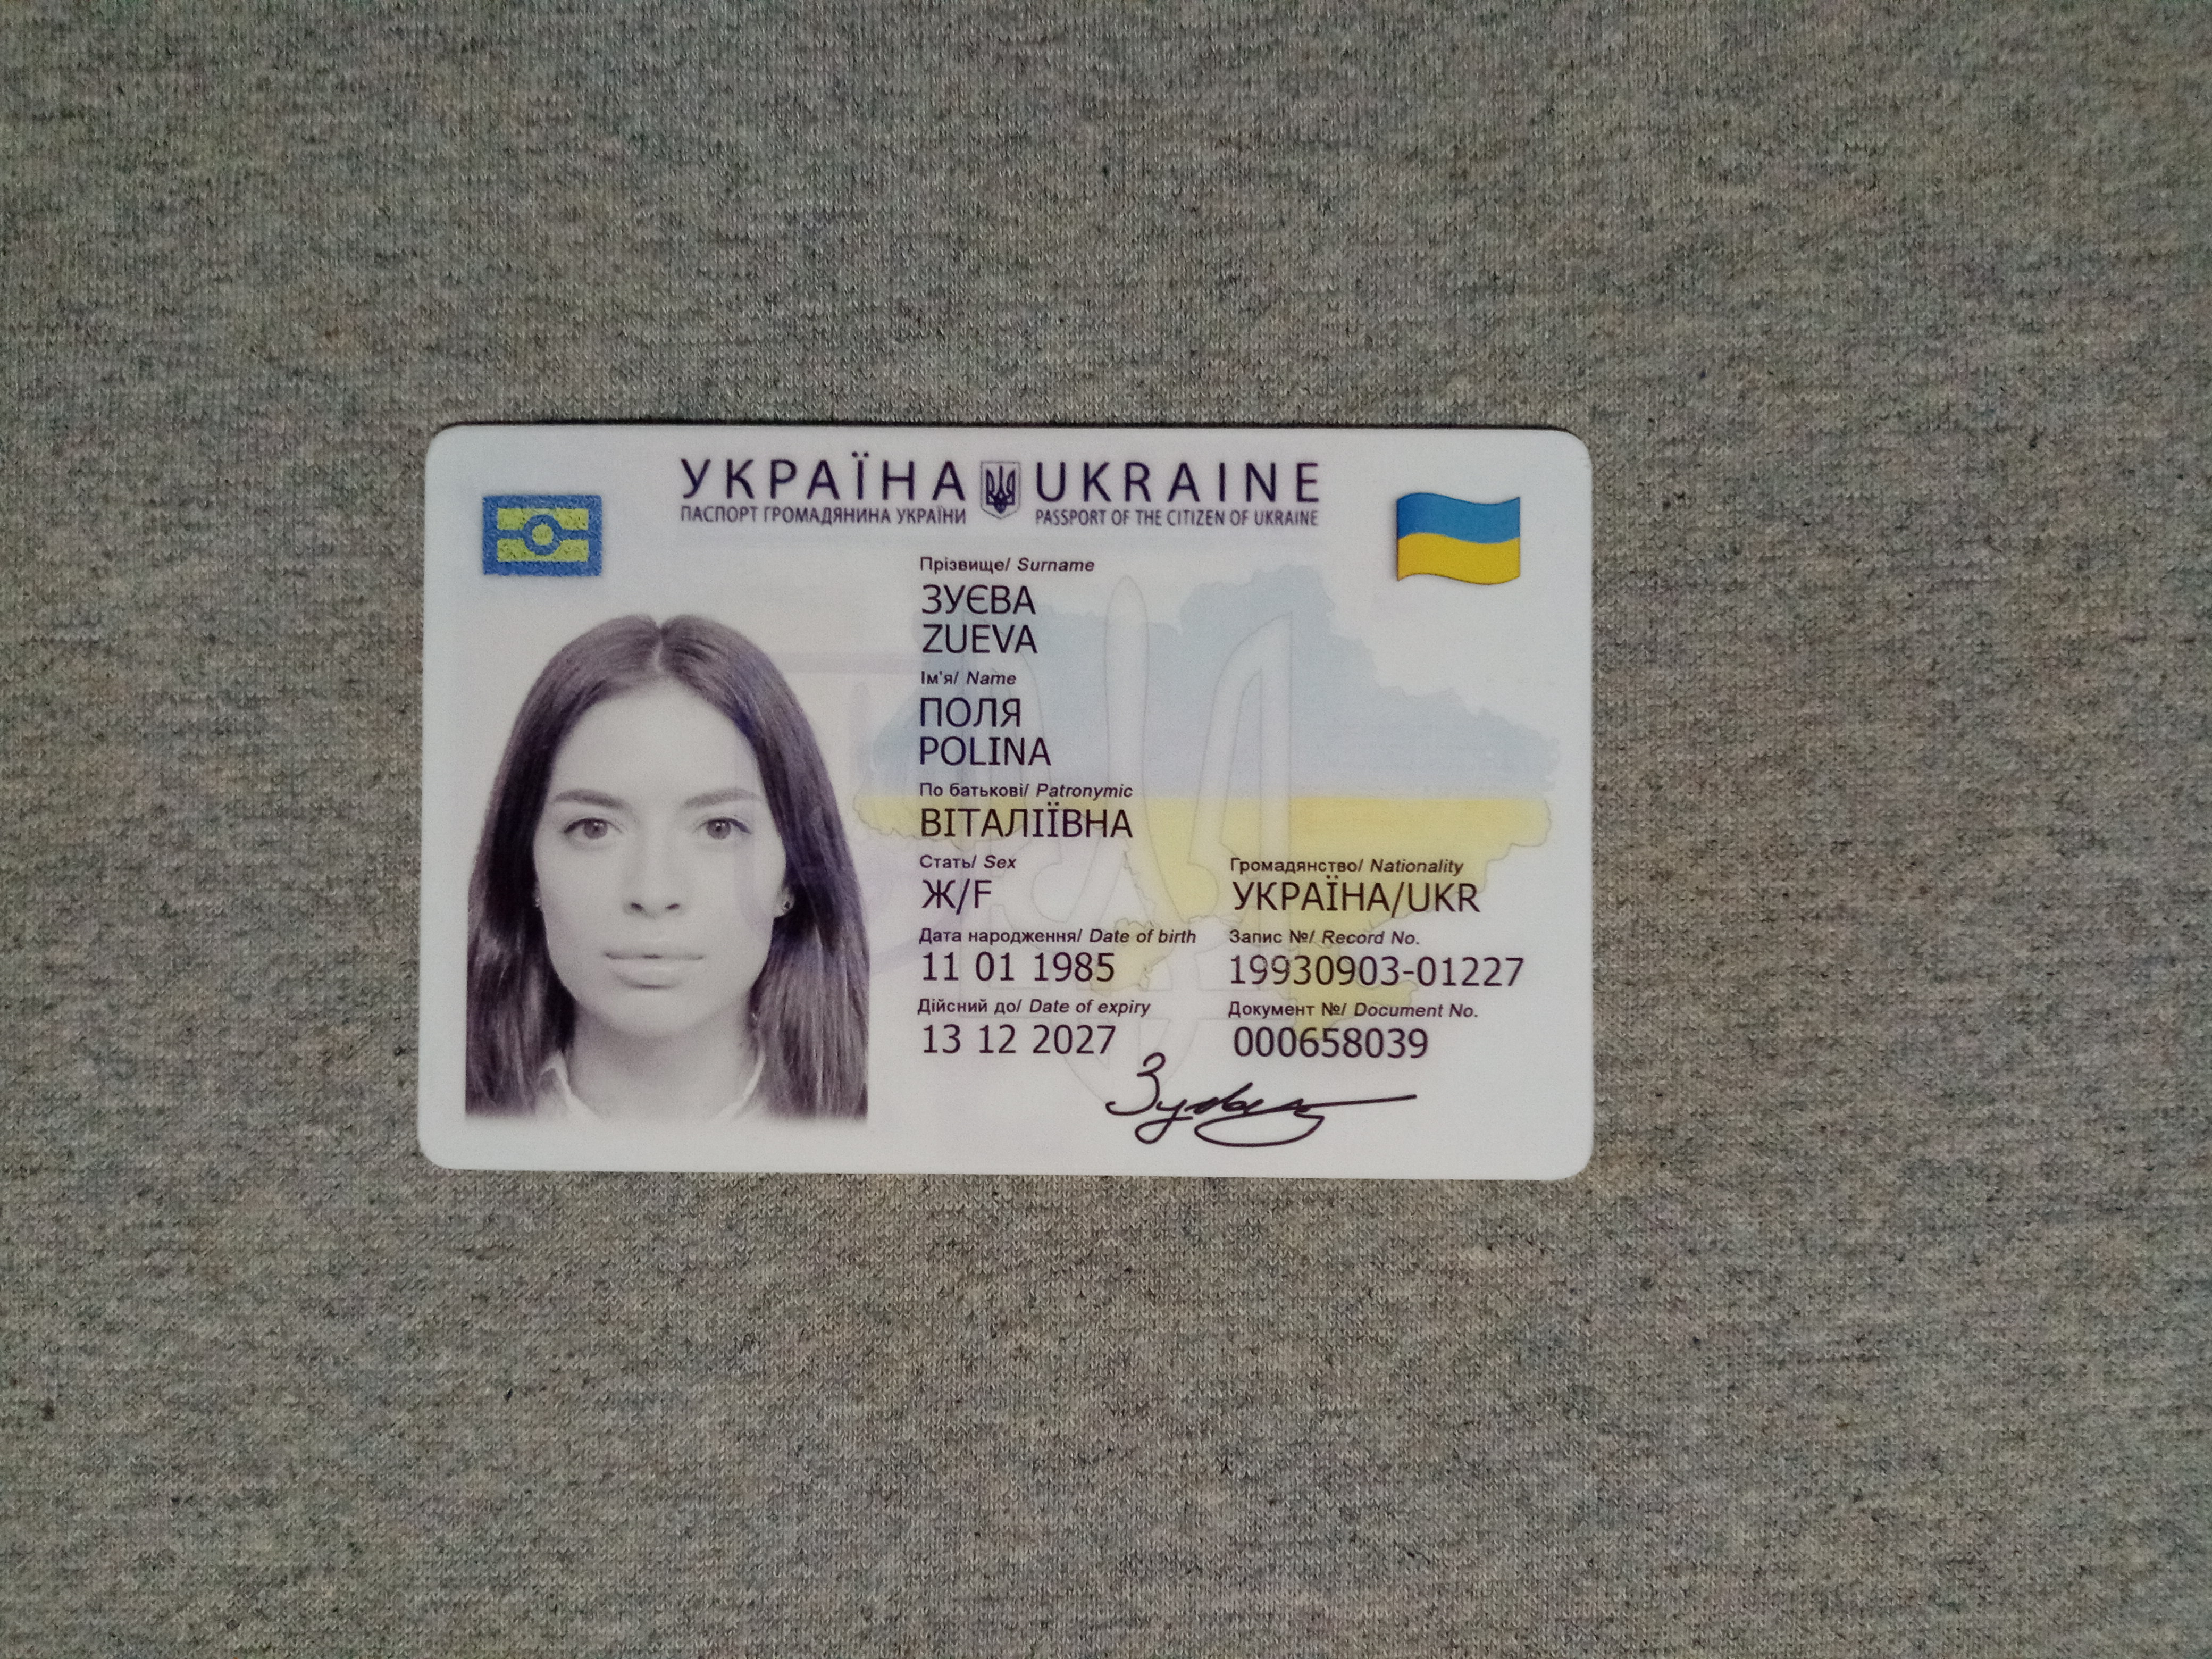 УКРАЇНА UKRAINE
ПАСПОРТ ГРОМАДЯНИНА УКРАЇНИ PASSPORT OF THE CITIZEN OF UKRAINE
Прізвище/ Surname
ЗУЄВА
ZUEVA
Ім'я/ Name
ПОЛЯ
POLINA
По батькові/ Patronymic
ВІТАЛІЇВНА
Стать/ Sex
Ж/F
Громадянство/ Nationality
УКРАЇНА/UKR
Дата народження/ Date of birth
11 01 1985
Запис №/ Record No.
19930903-01227
Дійсний до/ Date of expiry
13 12 2027
Документ №/ Document No.
000658039